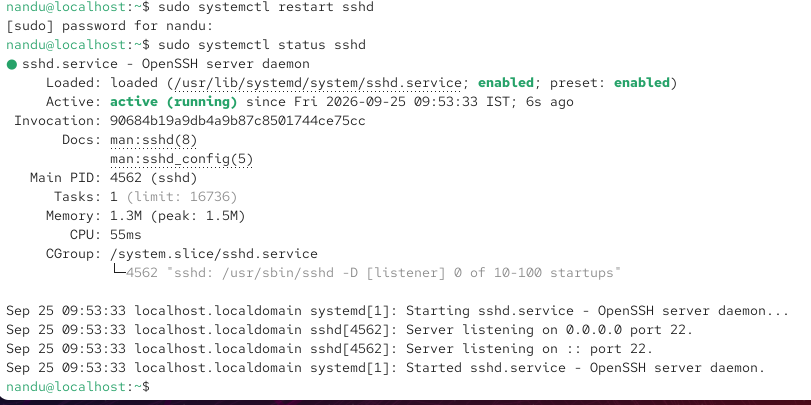 nandu@localhost:~$ sudo systemctl restart sshd
[sudo] password for nandu:
nandu@localhost:~$ sudo systemctl status sshd
● sshd.service - OpenSSH server daemon
     Loaded: loaded (/usr/lib/systemd/system/sshd.service; enabled; preset: enabled)
     Active: active (running) since Fri 2026-09-25 09:53:33 IST; 6s ago
 Invocation: 90684b19a9db4a9b87c8501744ce75cc
       Docs: man:sshd(8)
             man:sshd_config(5)
   Main PID: 4562 (sshd)
      Tasks: 1 (limit: 16736)
     Memory: 1.3M (peak: 1.5M)
        CPU: 55ms
     CGroup: /system.slice/sshd.service
             └─4562 "sshd: /usr/sbin/sshd -D [listener] 0 of 10-100 startups"

Sep 25 09:53:33 localhost.localdomain systemd[1]: Starting sshd.service - OpenSSH server daemon...
Sep 25 09:53:33 localhost.localdomain sshd[4562]: Server listening on 0.0.0.0 port 22.
Sep 25 09:53:33 localhost.localdomain sshd[4562]: Server listening on :: port 22.
Sep 25 09:53:33 localhost.localdomain systemd[1]: Started sshd.service - OpenSSH server daemon.
nandu@localhost:~$